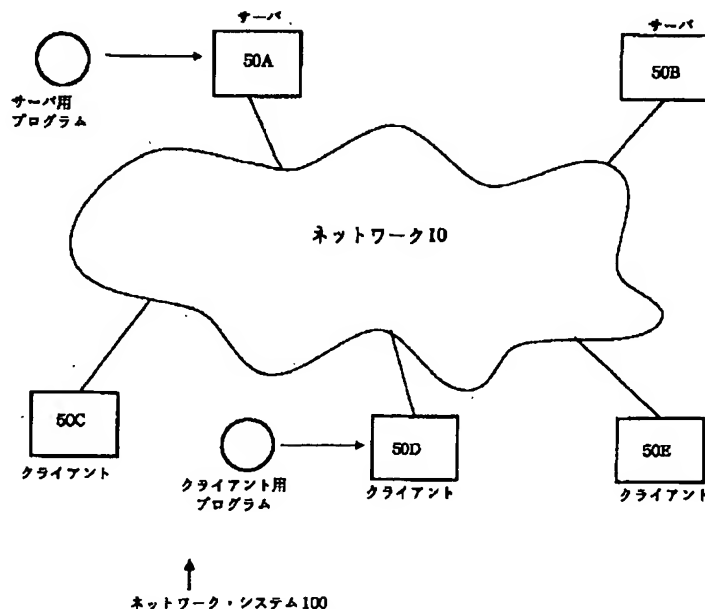 サーバ
50A
サーバ
50B
サーバ用
プログラム
ネットワーク10
50C
クライアント
クライアント用
プログラム
50D
クライアント
50E
クライアント
ネットワーク・システム100